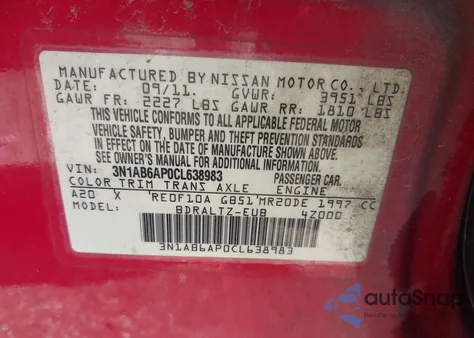 MANUFACTURED BY NISSAN MOTOR CO., LTD.
DATE: 09/11. GVWR: 3951 LBS
GAWR FR: 2227 LBS GAWR RR: 1810 LBS
THIS VEHICLE CONFORMS TO ALL APPLICABLE FEDERAL MOTOR
VEHICLE SAFETY, BUMPER AND THEFT PREVENTION STANDARDS
IN EFFECT ON THE DATE OF MANUFACTURE SHOWN ABOVE.
SEE OWNER'S MANUAL FOR ADDITIONAL INFORMATION.
VIN: 3N1AB6AP0CL638983 PASSENGER CAR.
COLOR TRIM TRANS AXLE ENGINE
A20 X RE0F10A GB51 MR20DE 1997 CC
MODEL: BDRALTZ-EUB 4Z000
3N1AB6AP0CL638983
autoSnap